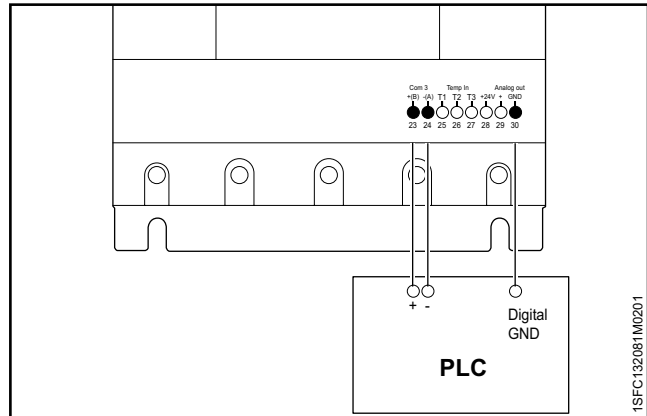 Com 3 Temp In Analog out
+(B) -(A) T1 T2 T3 +24V + GND
23 24 25 26 27 28 29 30
+ -
Digital
GND
PLC
1SFC132081M0201